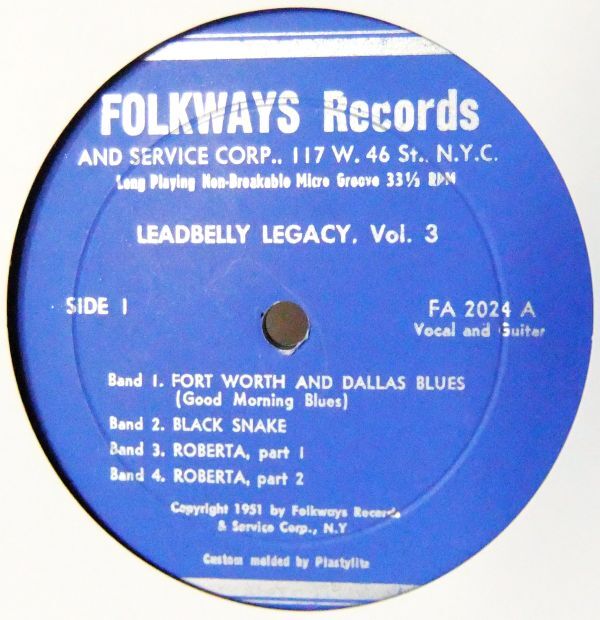 FOLKWAYS Records
AND SERVICE CORP., 117 W. 46 St., N.Y.C.
Long Playing Non-Breakable Micro Groove 33⅓ RPM
LEADBELLY LEGACY, Vol. 3
SIDE 1
FA 2024 A
Vocal and Guitar
Band 1. FORT WORTH AND DALLAS BLUES
(Good Morning Blues)
Band 2. BLACK SNAKE
Band 3. ROBERTA, part 1
Band 4. ROBERTA, part 2
Copyright 1951 by Folkways Records
& Service Corp., N.Y
Custom molded by Plastylite